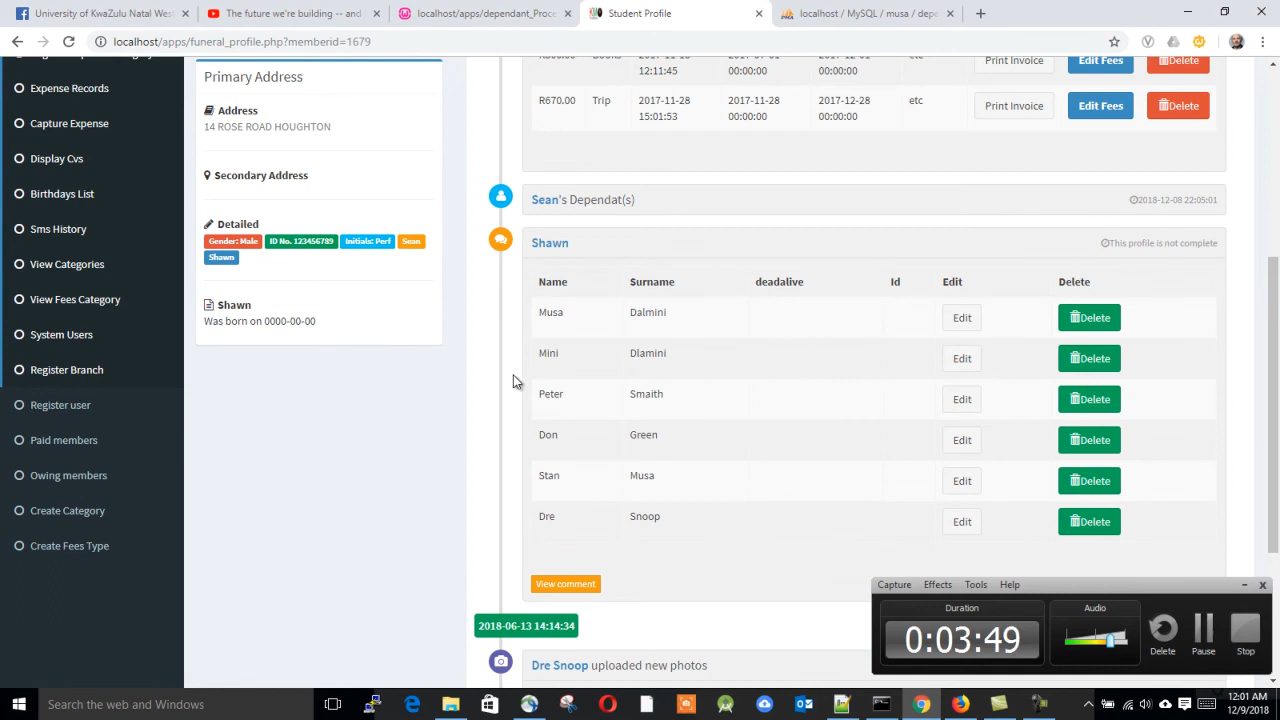 University of KwaZulu Natal West
The future we're building -- and
localhost/apps/dependant_Proce
Student Profile
localhost / MySQL / musa / depe
localhost/apps/funeral_profile.php?memberid=1679
Expense Records
Capture Expense
Display Cvs
Birthdays List
Sms History
View Categories
View Fees Category
System Users
Register Branch
Register user
Paid members
Owing members
Create Category
Create Fees Type
Primary Address
Address
14 ROSE ROAD HOUGHTON
Secondary Address
Detailed
Gender: Male ID No. 123456789 Initials: Perf Sean
Shawn
Shawn
Was born on 0000-00-00
12:11:45 00:00:00 00:00:00 Print Invoice Edit Fees Delete
R670.00 Trip 2017-11-28 2017-11-28 2017-12-28 etc Print Invoice Edit Fees Delete
15:01:53 00:00:00 00:00:00
Sean's Dependat(s) 2018-12-08 22:05:01
Shawn This profile is not complete
Name Surname deadalive Id Edit Delete
Musa Dalmini Edit Delete
Mini Dlamini Edit Delete
Peter Smaith Edit Delete
Don Green Edit Delete
Stan Musa Edit Delete
Dre Snoop Edit Delete
View comment
2018-06-13 14:14:34
Dre Snoop uploaded new photos
Capture Effects Tools Help
Duration Audio
0:03:49
Delete Pause Stop
Search the web and Windows
12:01 AM
12/9/2018